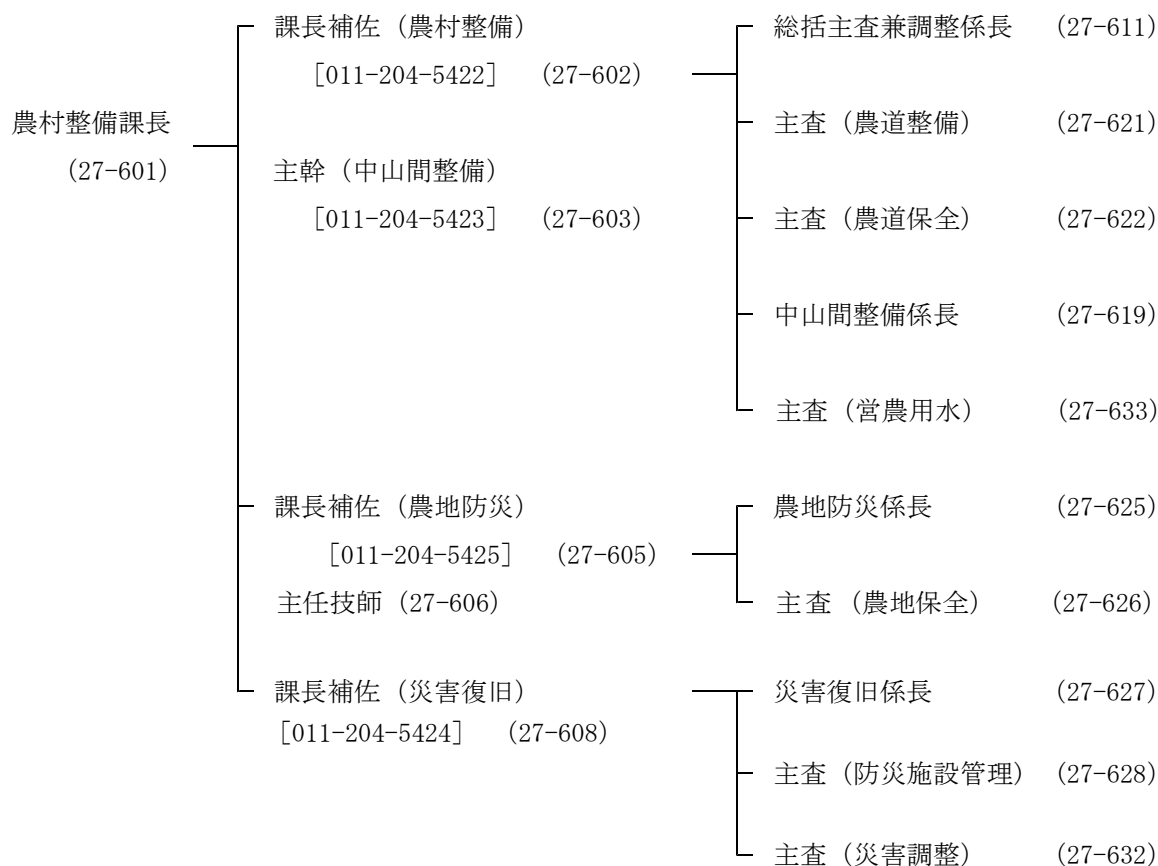 農村整備課長
(27-601)
課長補佐（農村整備）
［011-204-5422］ (27-602)
主幹（中山間整備）
［011-204-5423］ (27-603)
総括主査兼調整係長 (27-611)
主査（農道整備） (27-621)
主査（農道保全） (27-622)
中山間整備係長 (27-619)
主査（営農用水） (27-633)
課長補佐（農地防災）
［011-204-5425］ (27-605)
主任技師 (27-606)
農地防災係長 (27-625)
主査（農地保全） (27-626)
課長補佐（災害復旧）
［011-204-5424］ (27-608)
災害復旧係長 (27-627)
主査（防災施設管理） (27-628)
主査（災害調整） (27-632)